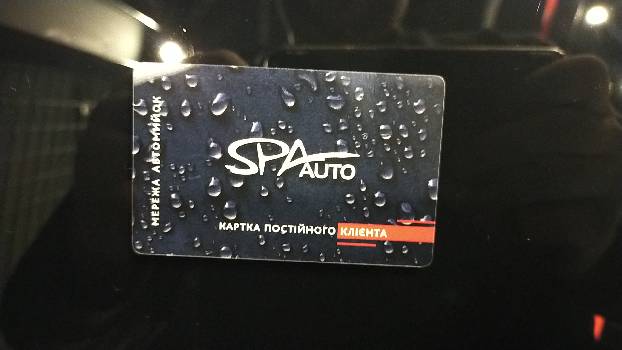 МЕРЕЖА АВТОМИЙОК
SPA AUTO
КАРТКА ПОСТІЙНОГО КЛІЄНТА